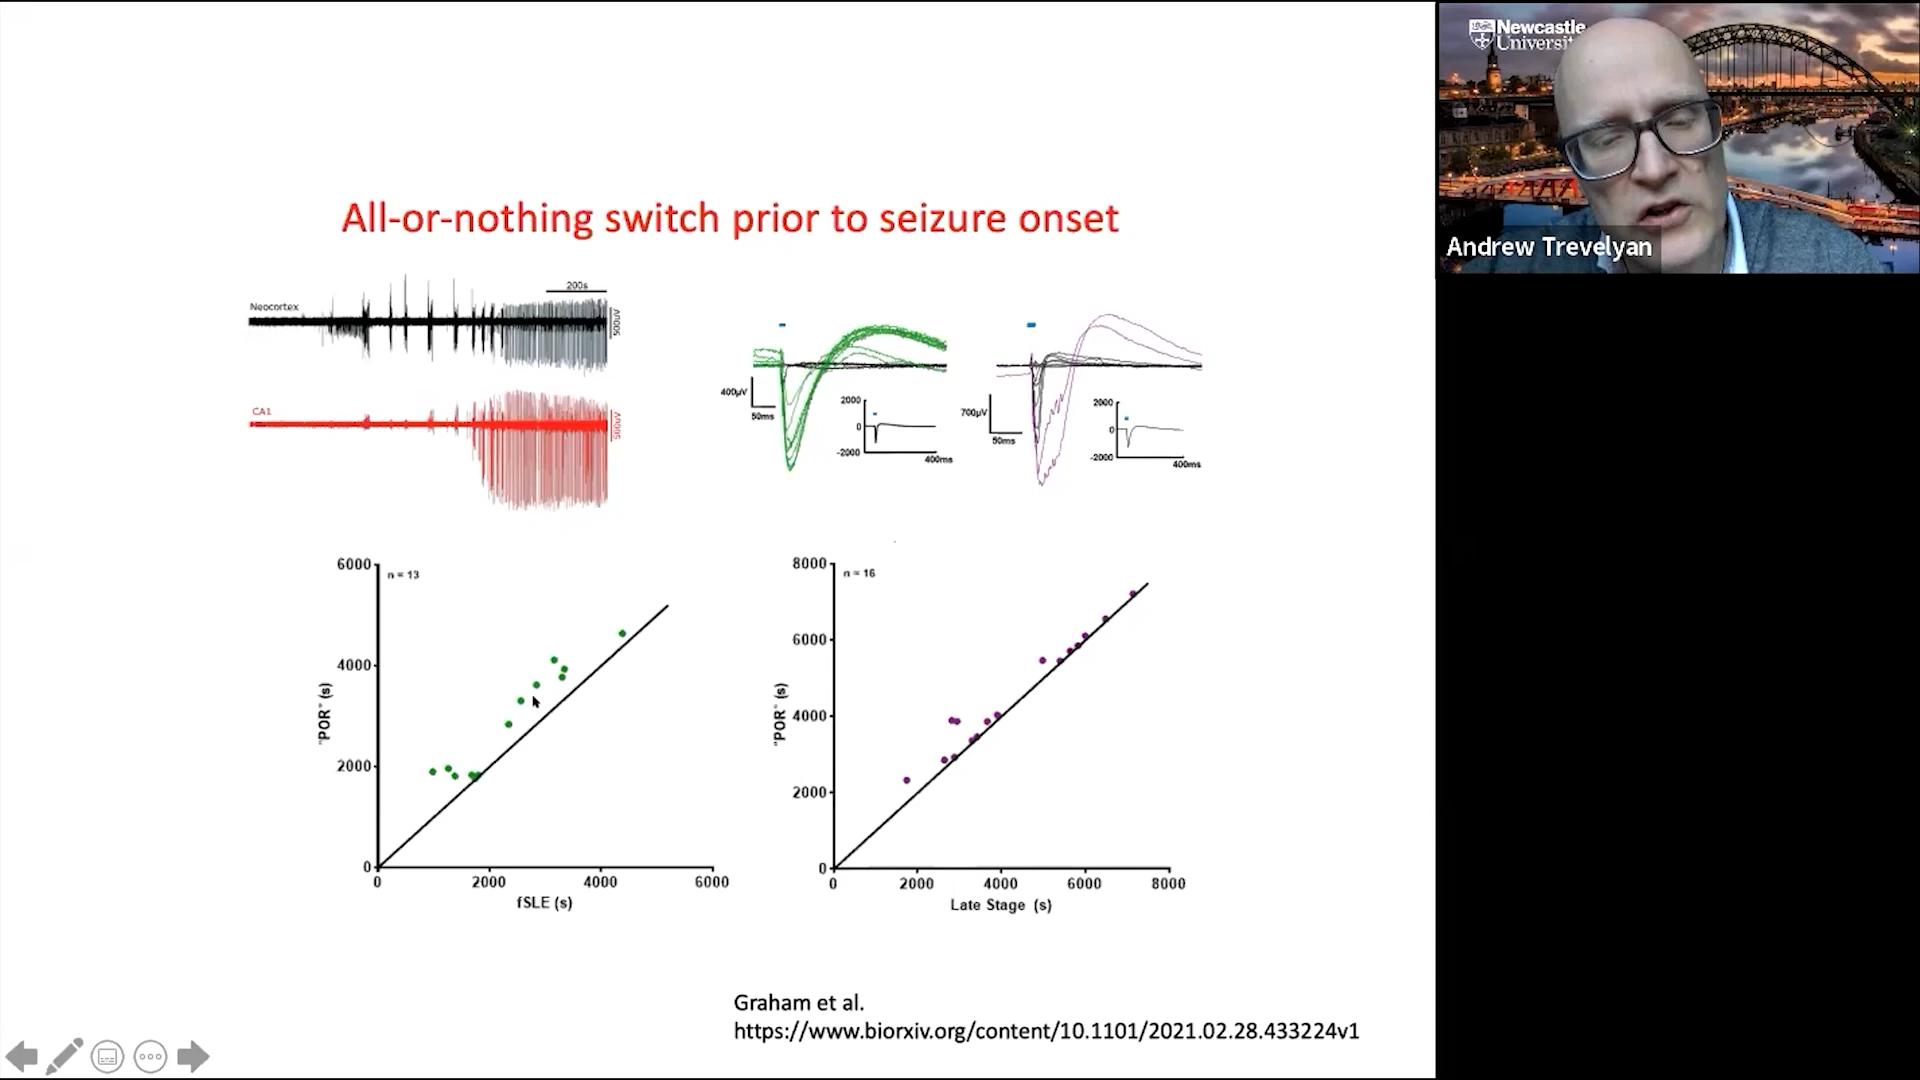 Newcastle
University
Andrew Trevelyan
All-or-nothing switch prior to seizure onset
Neocortex
200s
500µV
CA1
500µV
400µV
50ms
2000
0
-2000
400ms
700µV
50ms
2000
0
-2000
400ms
n = 13
6000
4000
2000
0
"POR" (s)
0 2000 4000 6000
fSLE (s)
n = 16
8000
6000
4000
2000
0
"POR" (s)
0 2000 4000 6000 8000
Late Stage (s)
Graham et al.
https://www.biorxiv.org/content/10.1101/2021.02.28.433224v1